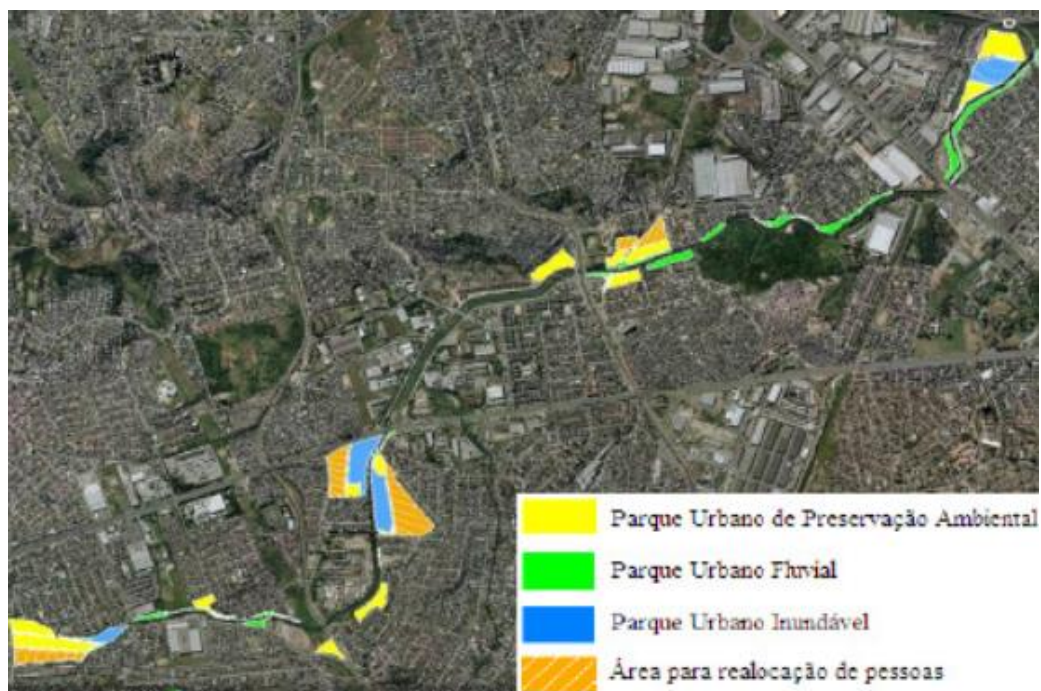 Parque Urbano de Preservação Ambiental
Parque Urbano Fluvial
Parque Urbano Inundável
Área para realocação de pessoas